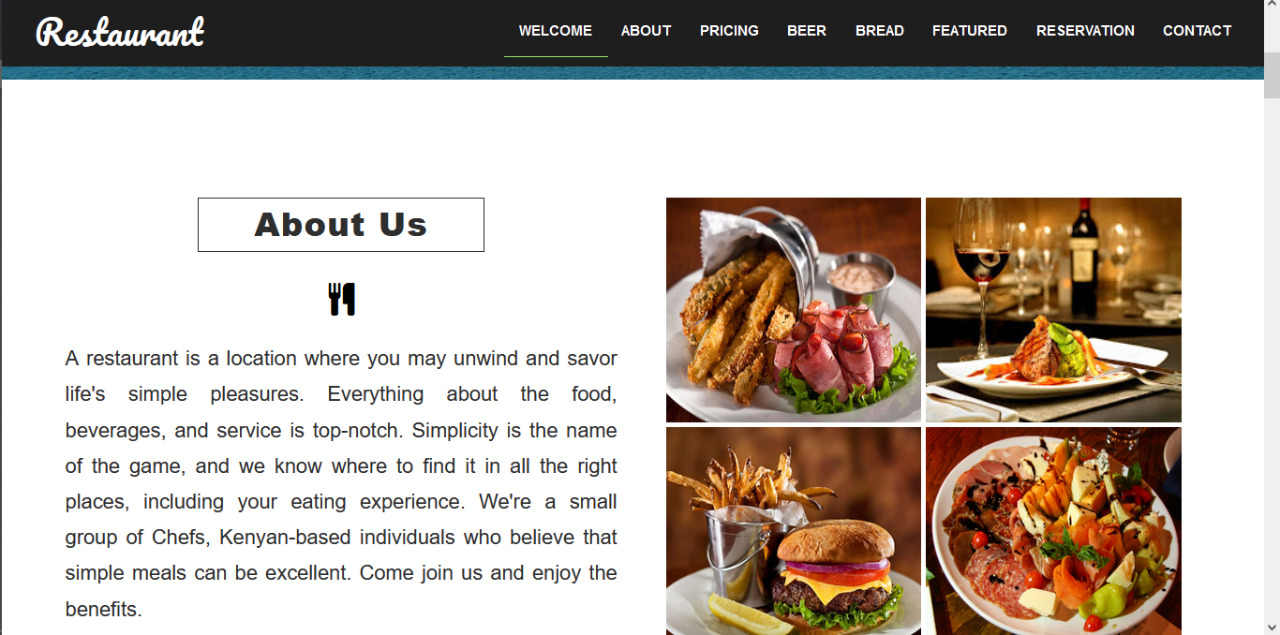 Restaurant
WELCOME ABOUT PRICING BEER BREAD FEATURED RESERVATION CONTACT
About Us
A restaurant is a location where you may unwind and savor
life's simple pleasures. Everything about the food,
beverages, and service is top-notch. Simplicity is the name
of the game, and we know where to find it in all the right
places, including your eating experience. We're a small
group of Chefs, Kenyan-based individuals who believe that
simple meals can be excellent. Come join us and enjoy the
benefits.